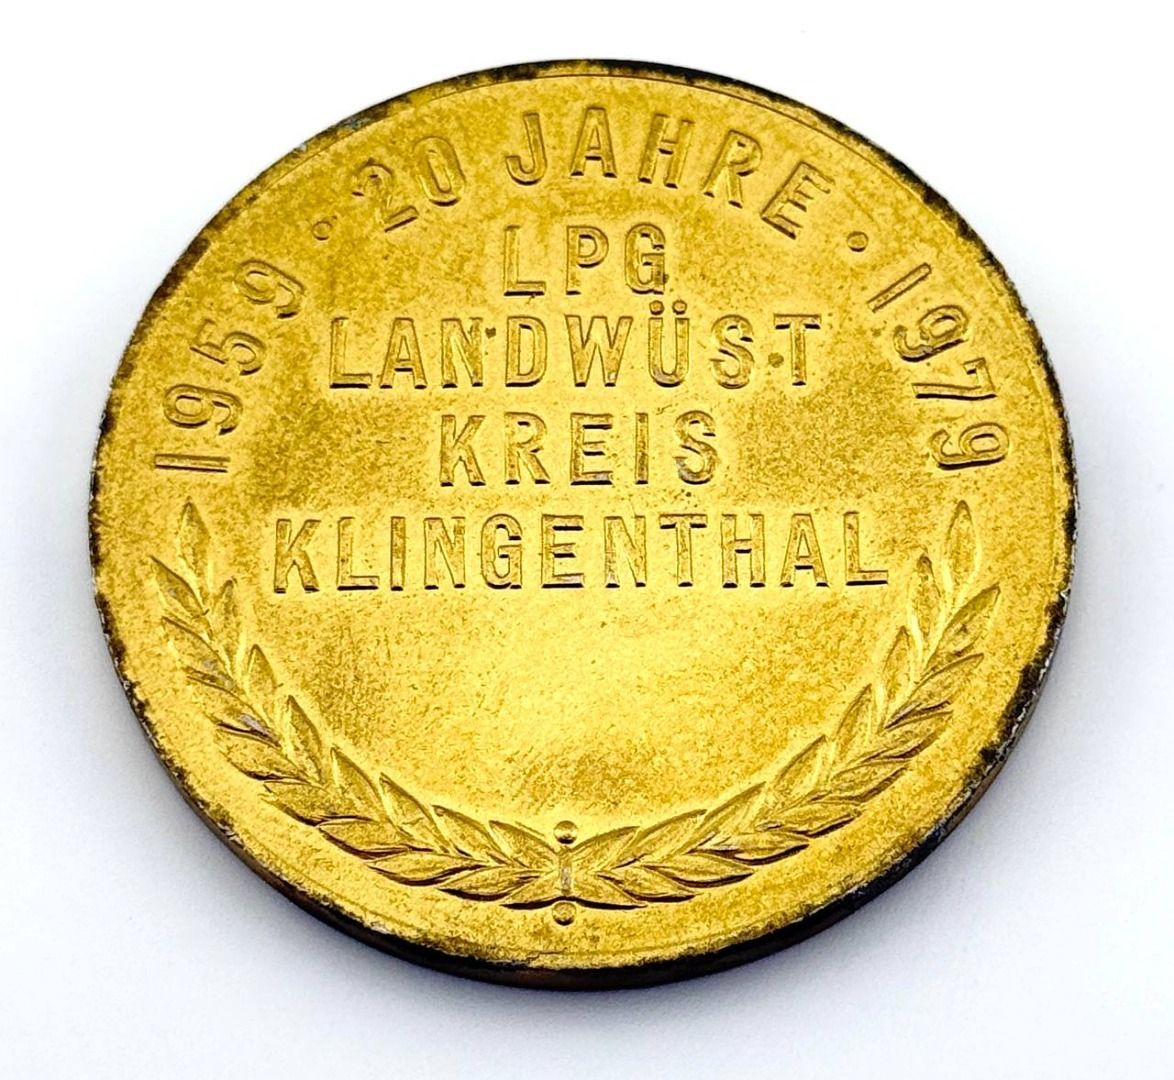 1959 · 20 JAHRE · 1979
LPG
LANDWÜST
KREIS
KLINGENTHAL